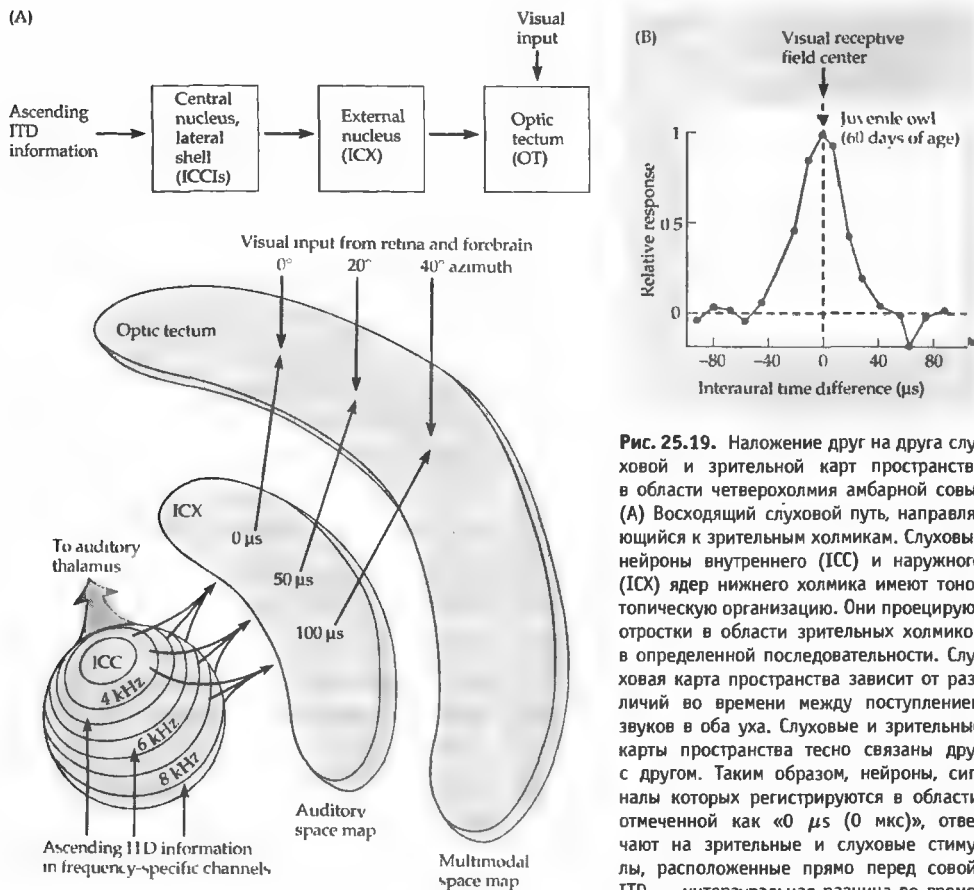 (A)
Visual
input
Ascending
ITD
information
Central
nucleus,
lateral
shell
(ICCIs)
External
nucleus
(ICX)
Optic
tectum
(OT)
Visual input from retina and forebrain
0° 20° 40° azimuth
Optic tectum
ICX
0 µs
50 µs
100 µs
To auditory
thalamus
ICC
4 kHz
6 kHz
8 kHz
Ascending ITD information
in frequency-specific channels
Auditory
space map
Multimodal
space map
(B)
Visual receptive
field center
Juvenile owl
(60 days of age)
Relative response
1
0 5
0
-80 -40 0 40 80
Interaural time difference (µs)
Рис. 25.19. Наложение друг на друга слу
ховой и зрительной карт пространств
в области четверохолмия амбарной совы
(А) Восходящий слуховой путь, направля
ющийся к зрительным холмикам. Слуховы
нейроны внутреннего (ICC) и наружного
(ICX) ядер нижнего холмика имеют тоно
топическую организацию. Они проецирую
отростки в области зрительных холмико
в определенной последовательности. Слу
ховая карта пространства зависит от раз
личий во времени между поступление
звуков в оба уха. Слуховые и зрительны
карты пространства тесно связаны дру
с другом. Таким образом, нейроны, сиг
налы которых регистрируются в области
отмеченной как «0 µs (0 мкс)», отве
чают на зрительные и слуховые стиму
лы, расположенные прямо перед совой
ITD — интерауральная разница во време